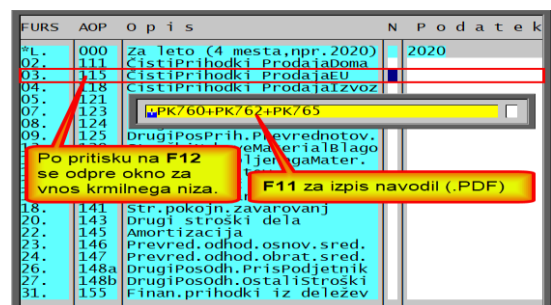 FURS AOP O p i s N P o d a t e k
*L. 000 Za leto (4 mesta,npr.2020) 2020
02. 111 ČistiPrihodki ProdajaDoma
03. 115 ČistiPrihodki ProdajaEU
04. 118 ČistiPrihodki ProdajaIzvoz
05. 121
07. 123 +PK760+PK762+PK765
08. 124
09. 125 DrugiPosPrih.Prevrednotov.
Po pritisku na F12
se odpre okno za
vnos krmilnega niza.
F11 za izpis navodil (.PDF)
18. 141 Str.pokojn.zavarovanj
20. 143 Drugi stroški dela
22. 145 Amortizacija
23. 146 Prevred.odhod.osnov.sred.
24. 147 Prevred.odhod.obrat.sred.
26. 148a DrugiPosOdh.PrisPodjetnik
27. 148b DrugiPosOdh.OstaliStroški
31. 155 Finan.prihodki iz deležev